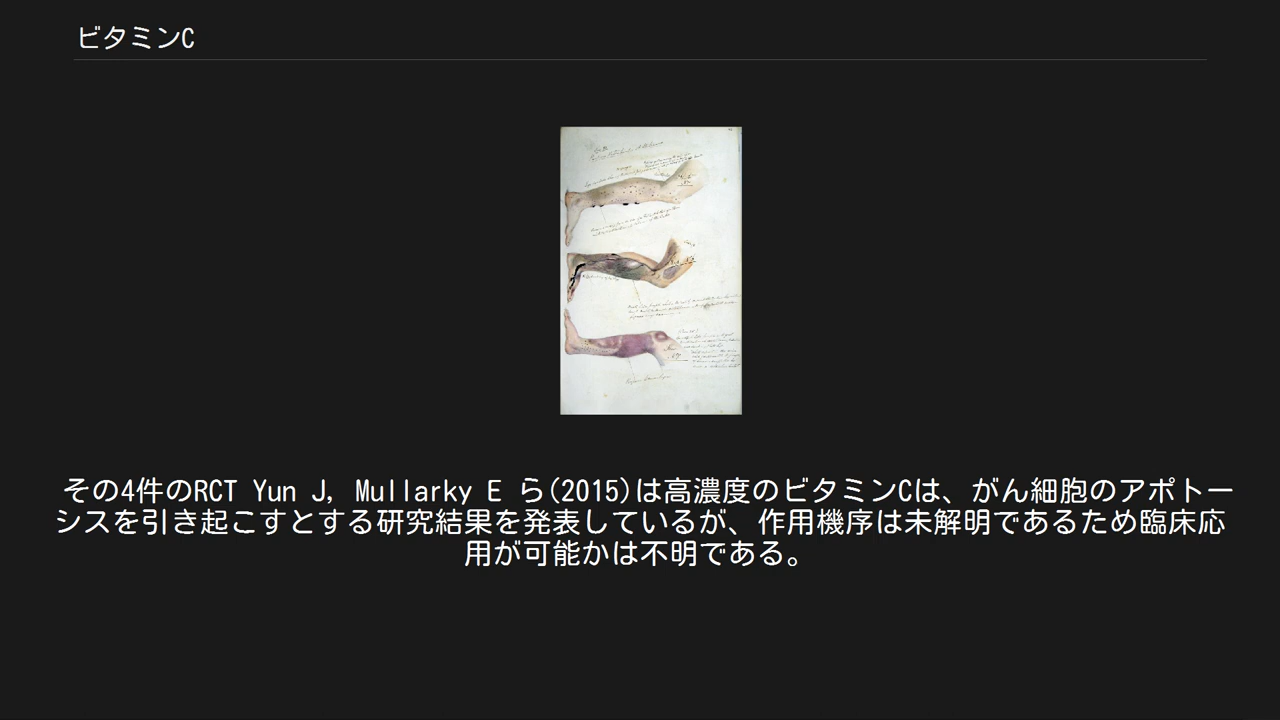 ビタミンC
その4件のRCT Yun J, Mullarky E ら(2015)は高濃度のビタミンCは、がん細胞のアポトー
シスを引き起こすとする研究結果を発表しているが、作用機序は未解明であるため臨床応
用が可能かは不明である。